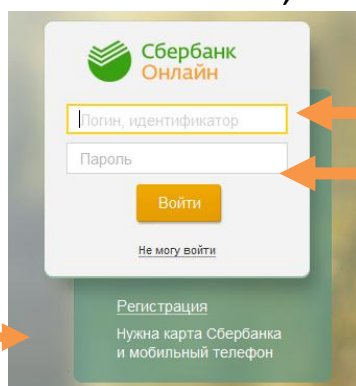 Сбербанк
Онлайн
Логин, идентификатор
Пароль
Войти
Не могу войти
Регистрация
Нужна карта Сбербанка
и мобильный телефон